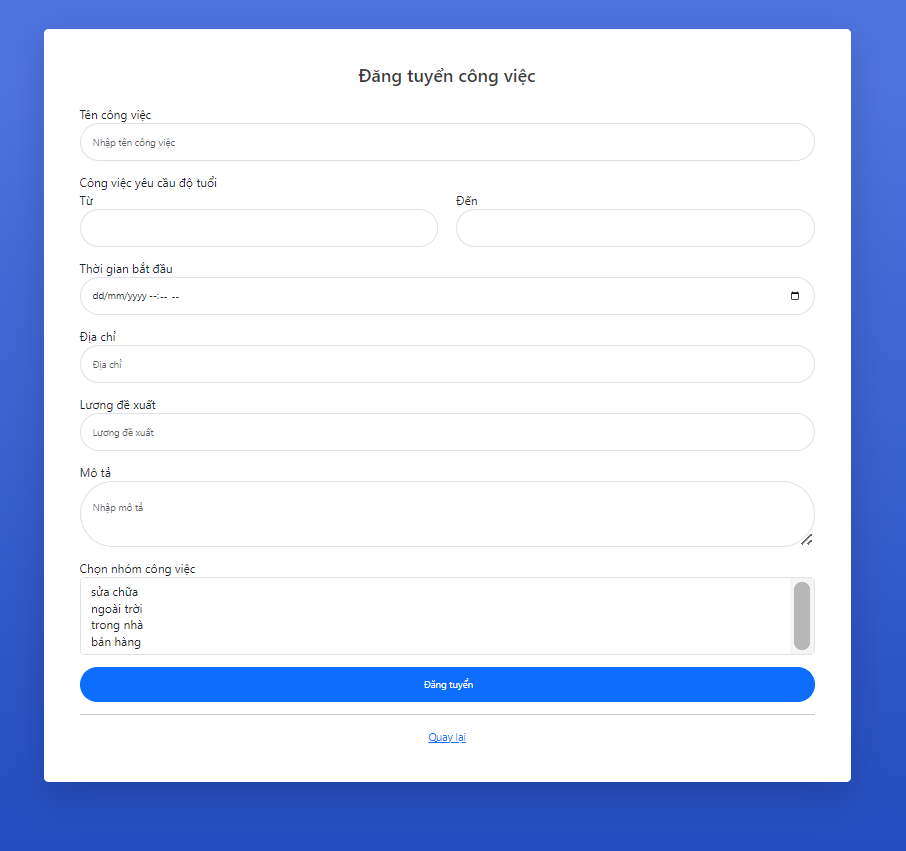 Đăng tuyển công việc
Tên công việc
Nhập tên công việc
Công việc yêu cầu độ tuổi
Từ
Đến
Thời gian bắt đầu
dd/mm/yyyy --:-- --
Địa chỉ
Địa chỉ
Lương đề xuất
Lương đề xuất
Mô tả
Nhập mô tả
Chọn nhóm công việc
sửa chữa
ngoài trời
trong nhà
bán hàng
Đăng tuyển
Quay lại